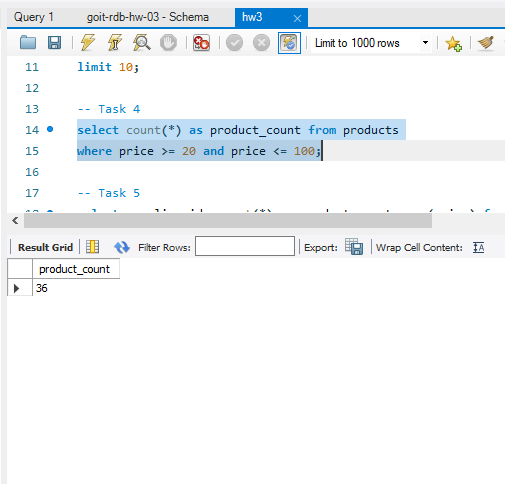 Query 1 goit-rdb-hw-03 - Schema hw3
Limit to 1000 rows
11 limit 10;
12
13 -- Task 4
14 select count(*) as product_count from products
15 where price >= 20 and price <= 100;
16
17 -- Task 5
Result Grid Filter Rows: Export: Wrap Cell Content:
product_count
36